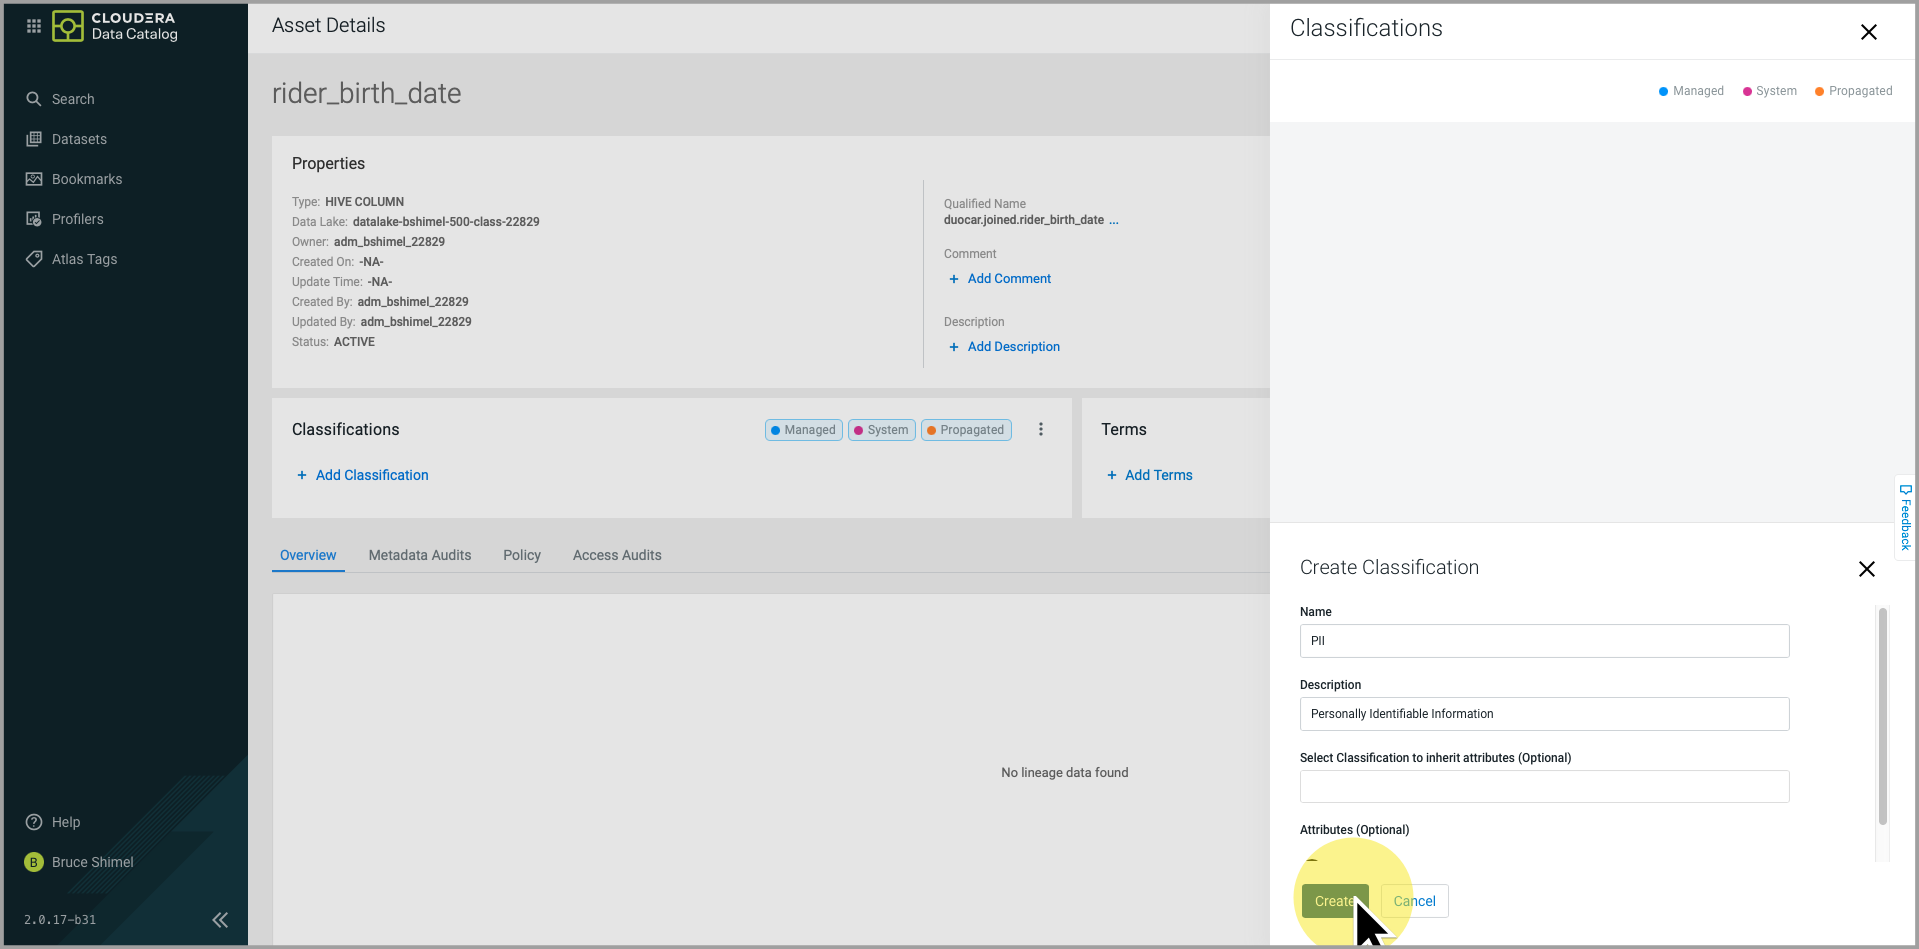 CLOUDERA
Data Catalog
Search
Datasets
Bookmarks
Profilers
Atlas Tags
Help
B Bruce Shimel
2.0.17-b31
Asset Details
rider_birth_date
Properties
Type: HIVE COLUMN
Data Lake: datalake-bshimel-500-class-22829
Owner: adm_bshimel_22829
Created On: -NA-
Update Time: -NA-
Created By: adm_bshimel_22829
Updated By: adm_bshimel_22829
Status: ACTIVE
Qualified Name
duocar.joined.rider_birth_date ...
Comment
+ Add Comment
Description
+ Add Description
Classifications
Managed System Propagated
+ Add Classification
Terms
+ Add Terms
Overview Metadata Audits Policy Access Audits
No lineage data found
Classifications
Managed System Propagated
Feedback
Create Classification
Name
PII
Description
Personally Identifiable Information
Select Classification to inherit attributes (Optional)
Attributes (Optional)
Create Cancel